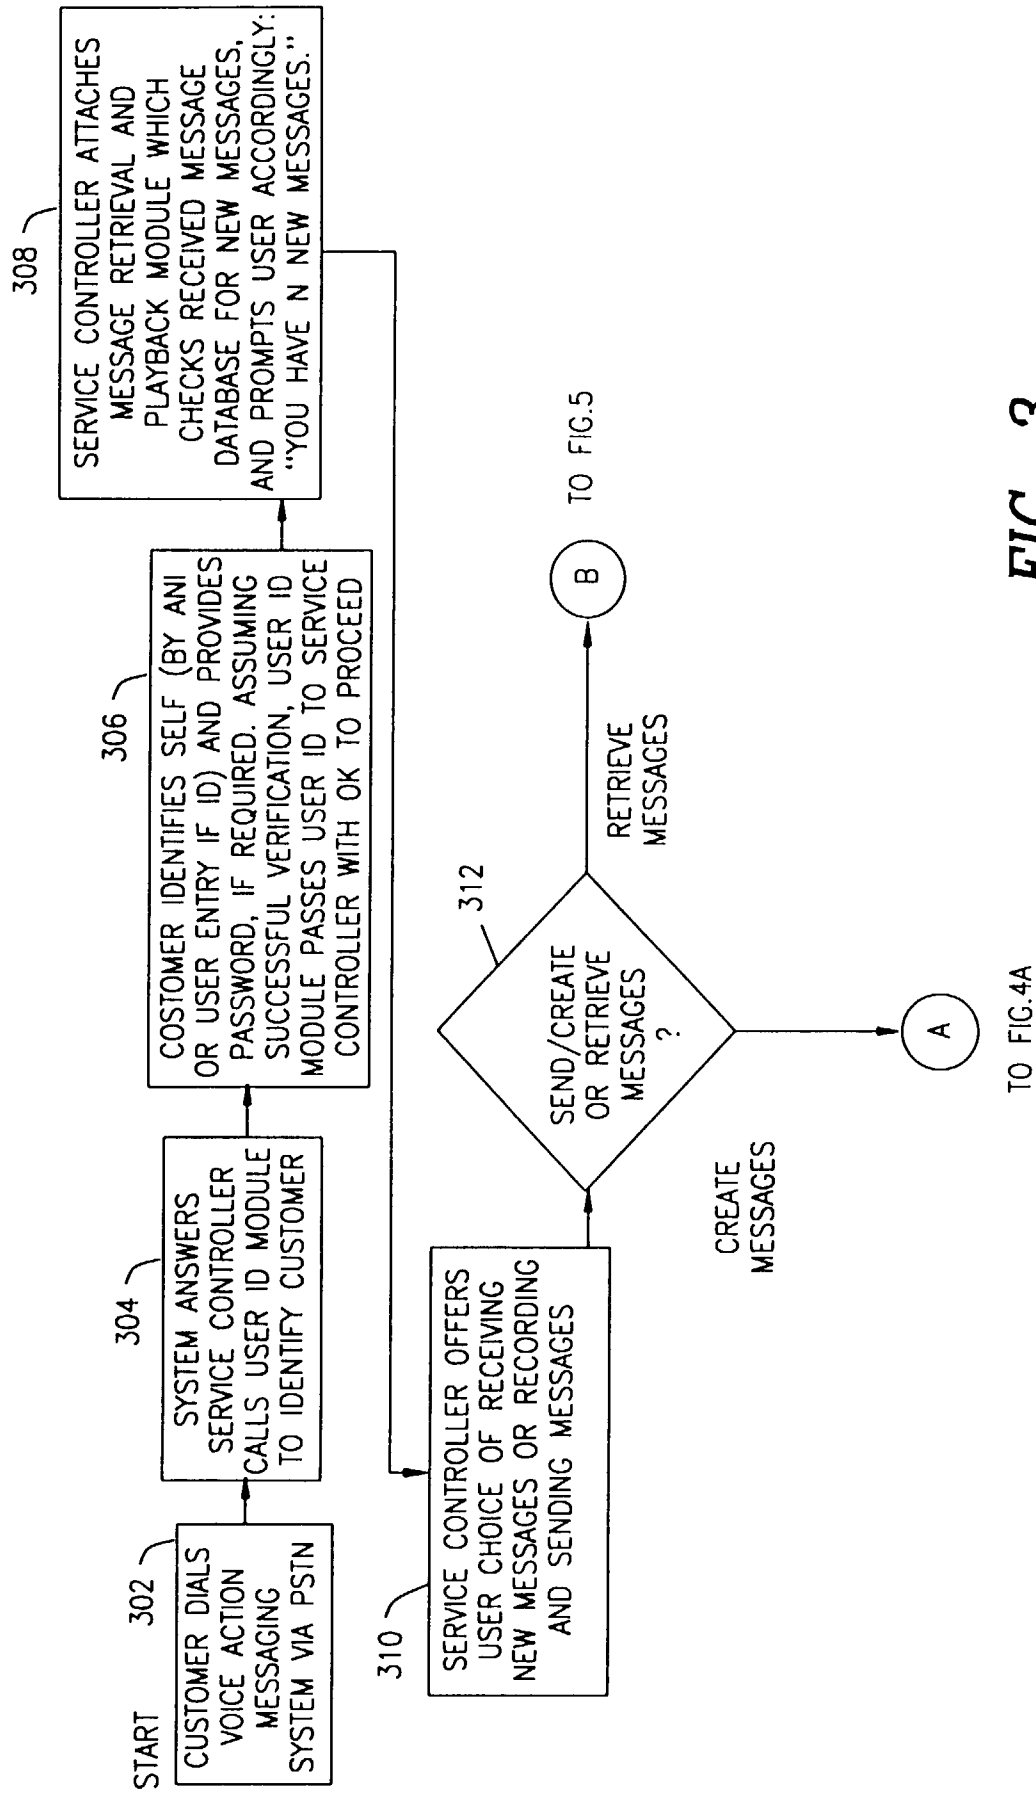 START
302
CUSTOMER DIALS
VOICE ACTION
MESSAGING
SYSTEM VIA PSTN
304
SYSTEM ANSWERS
SERVICE CONTROLLER
CALLS USER ID MODULE
TO IDENTIFY CUSTOMER
306
COSTOMER IDENTIFIES SELF (BY ANI
OR USER ENTRY IF ID) AND PROVIDES
PASSWORD, IF REQUIRED. ASSUMING
SUCCESSFUL VERIFICATION, USER ID
MODULE PASSES USER ID TO SERVICE
CONTROLLER WITH OK TO PROCEED
308
SERVICE CONTROLLER ATTACHES
MESSAGE RETRIEVAL AND
PLAYBACK MODULE WHICH
CHECKS RECEIVED MESSAGE
DATABASE FOR NEW MESSAGES,
AND PROMPTS USER ACCORDINGLY:
“YOU HAVE N NEW MESSAGES.”
310
SERVICE CONTROLLER OFFERS
USER CHOICE OF RECEIVING
NEW MESSAGES OR RECORDING
AND SENDING MESSAGES
312
SEND/CREATE
OR RETRIEVE
MESSAGES
?
RETRIEVE
MESSAGES
B
TO FIG.5
CREATE
MESSAGES
A
TO FIG.4A
FIG. 3